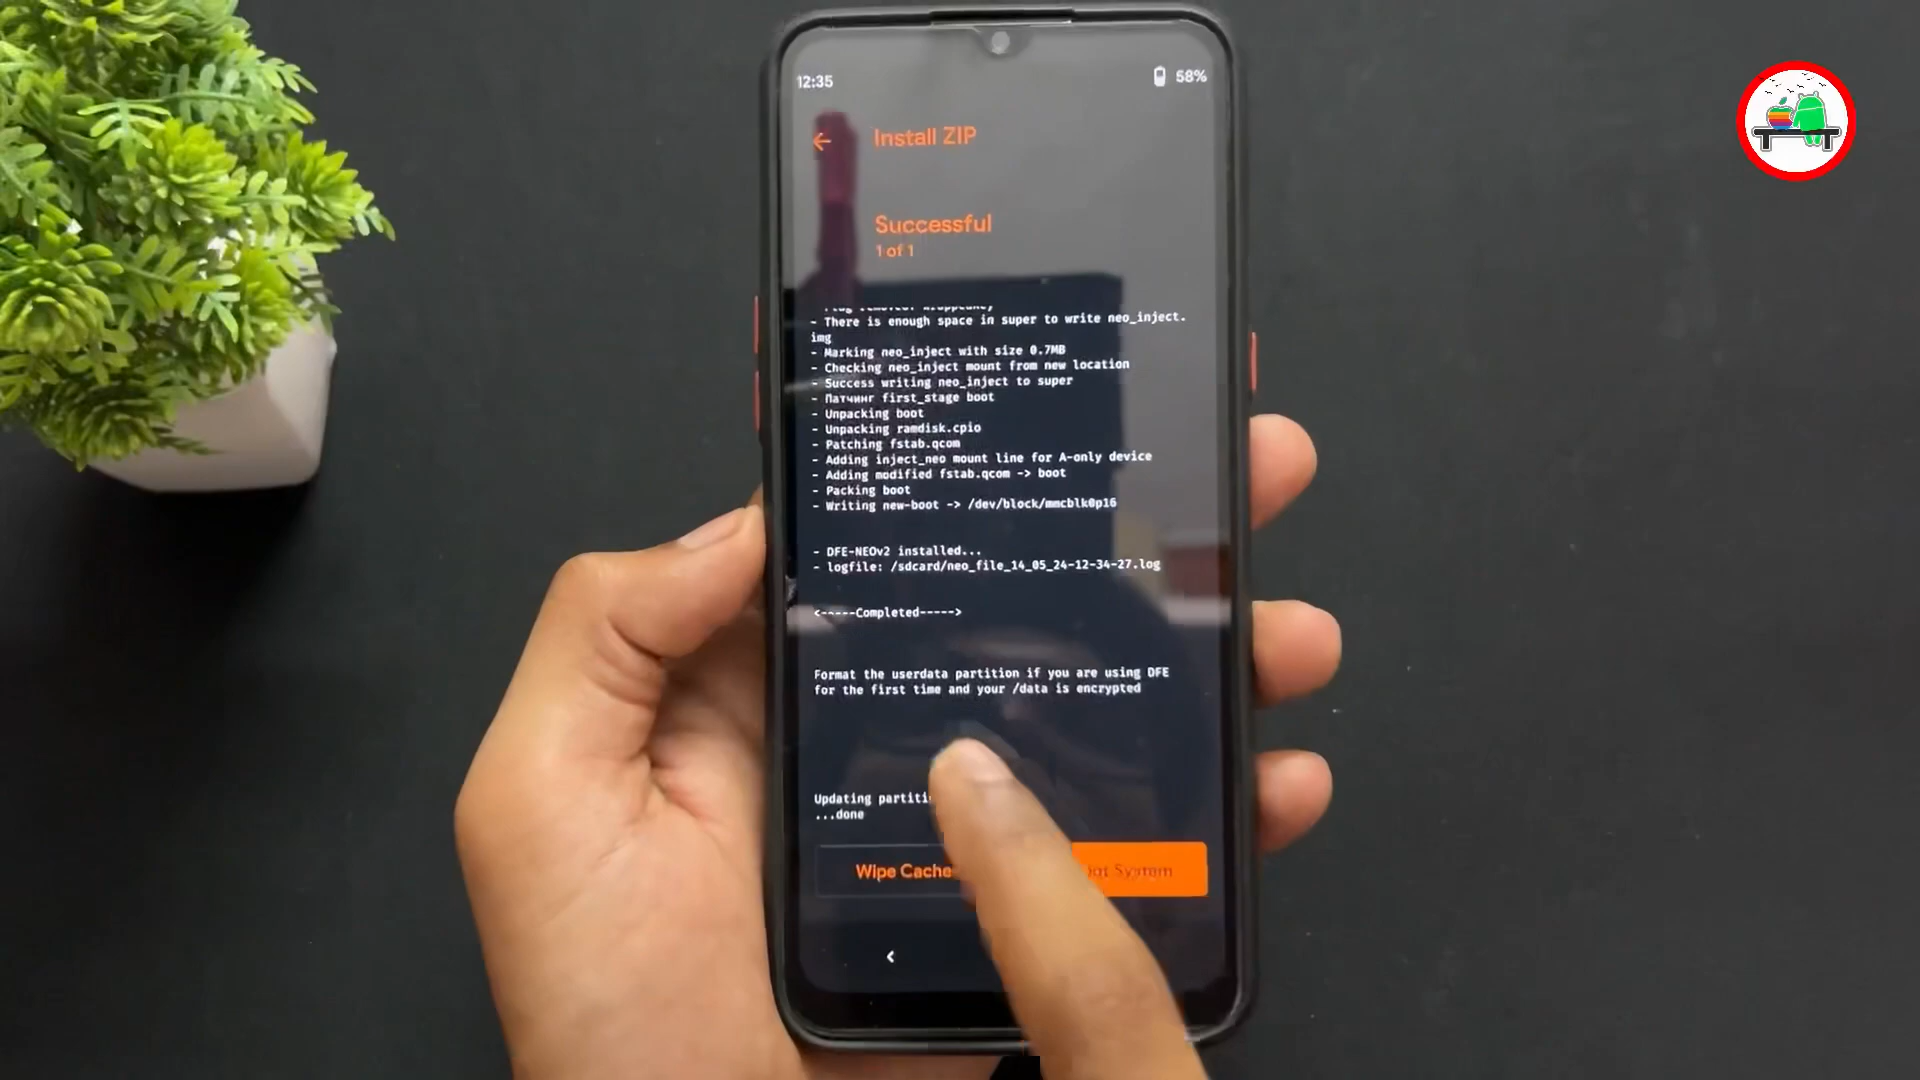 12:35
58%
Install ZIP
Successful
1 of 1
- There is enough space in super to write neo_inject.
img
- Marking neo_inject with size 0.7MB
- Checking neo_inject mount from new location
- Success writing neo_inject to super
- Патчинг first_stage boot
- Unpacking boot
- Unpacking ramdisk.cpio
- Patching fstab.qcom
- Adding inject_neo mount line for A-only device
- Adding modified fstab.qcom -> boot
- Packing boot
- Writing new-boot -> /dev/block/mmcblk0p16
- DFE-NEOv2 installed...
- logfile: /sdcard/neo_file_14_05_24-12-34-27.log
<-----Completed----->
Format the userdata partition if you are using DFE
for the first time and your /data is encrypted
Updating
...done
Wipe Cache
System